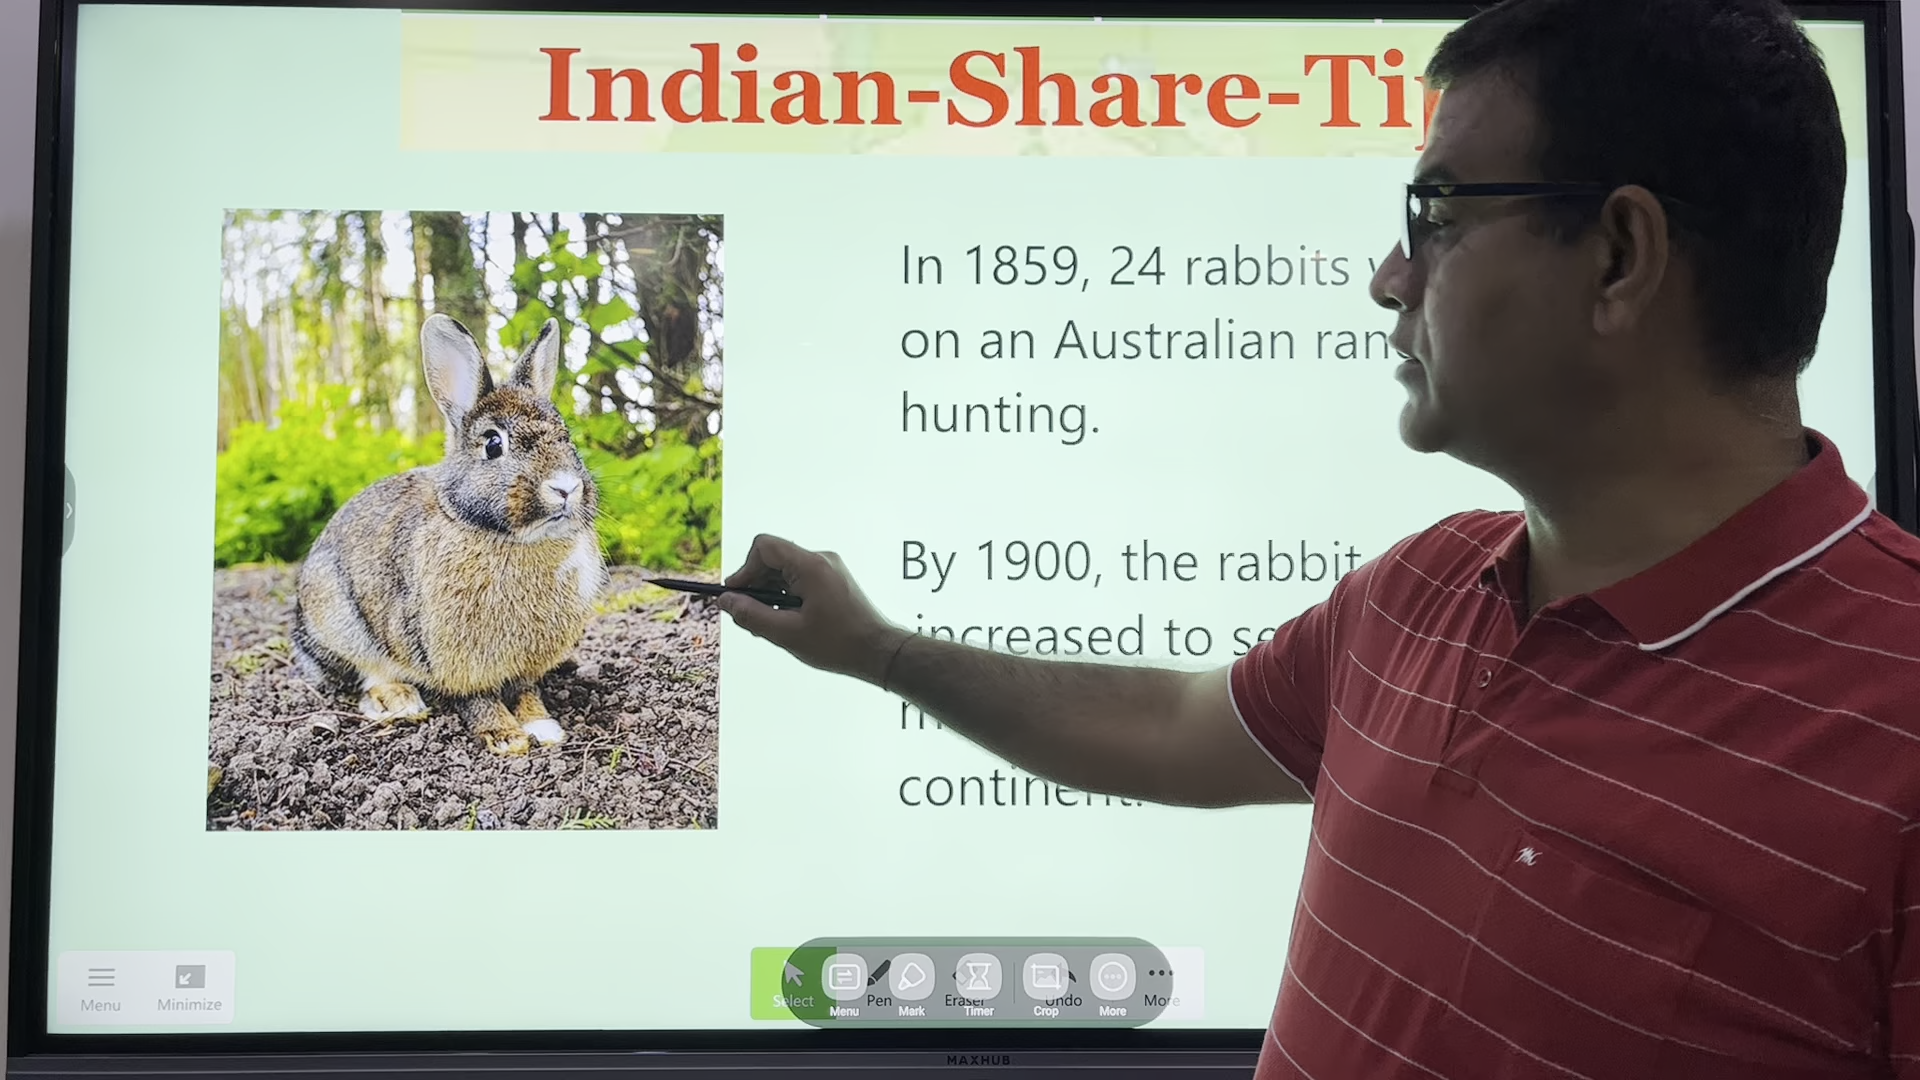 Indian-Share-Ti
In 1859, 24 rabbits
on an Australian ran
hunting.
By 1900, the rabbit
increased to se
continent.
Menu
Minimize
Select
Pen
Eraser
Undo
More
Menu
Mark
Timer
Crop
More
MAXHUB